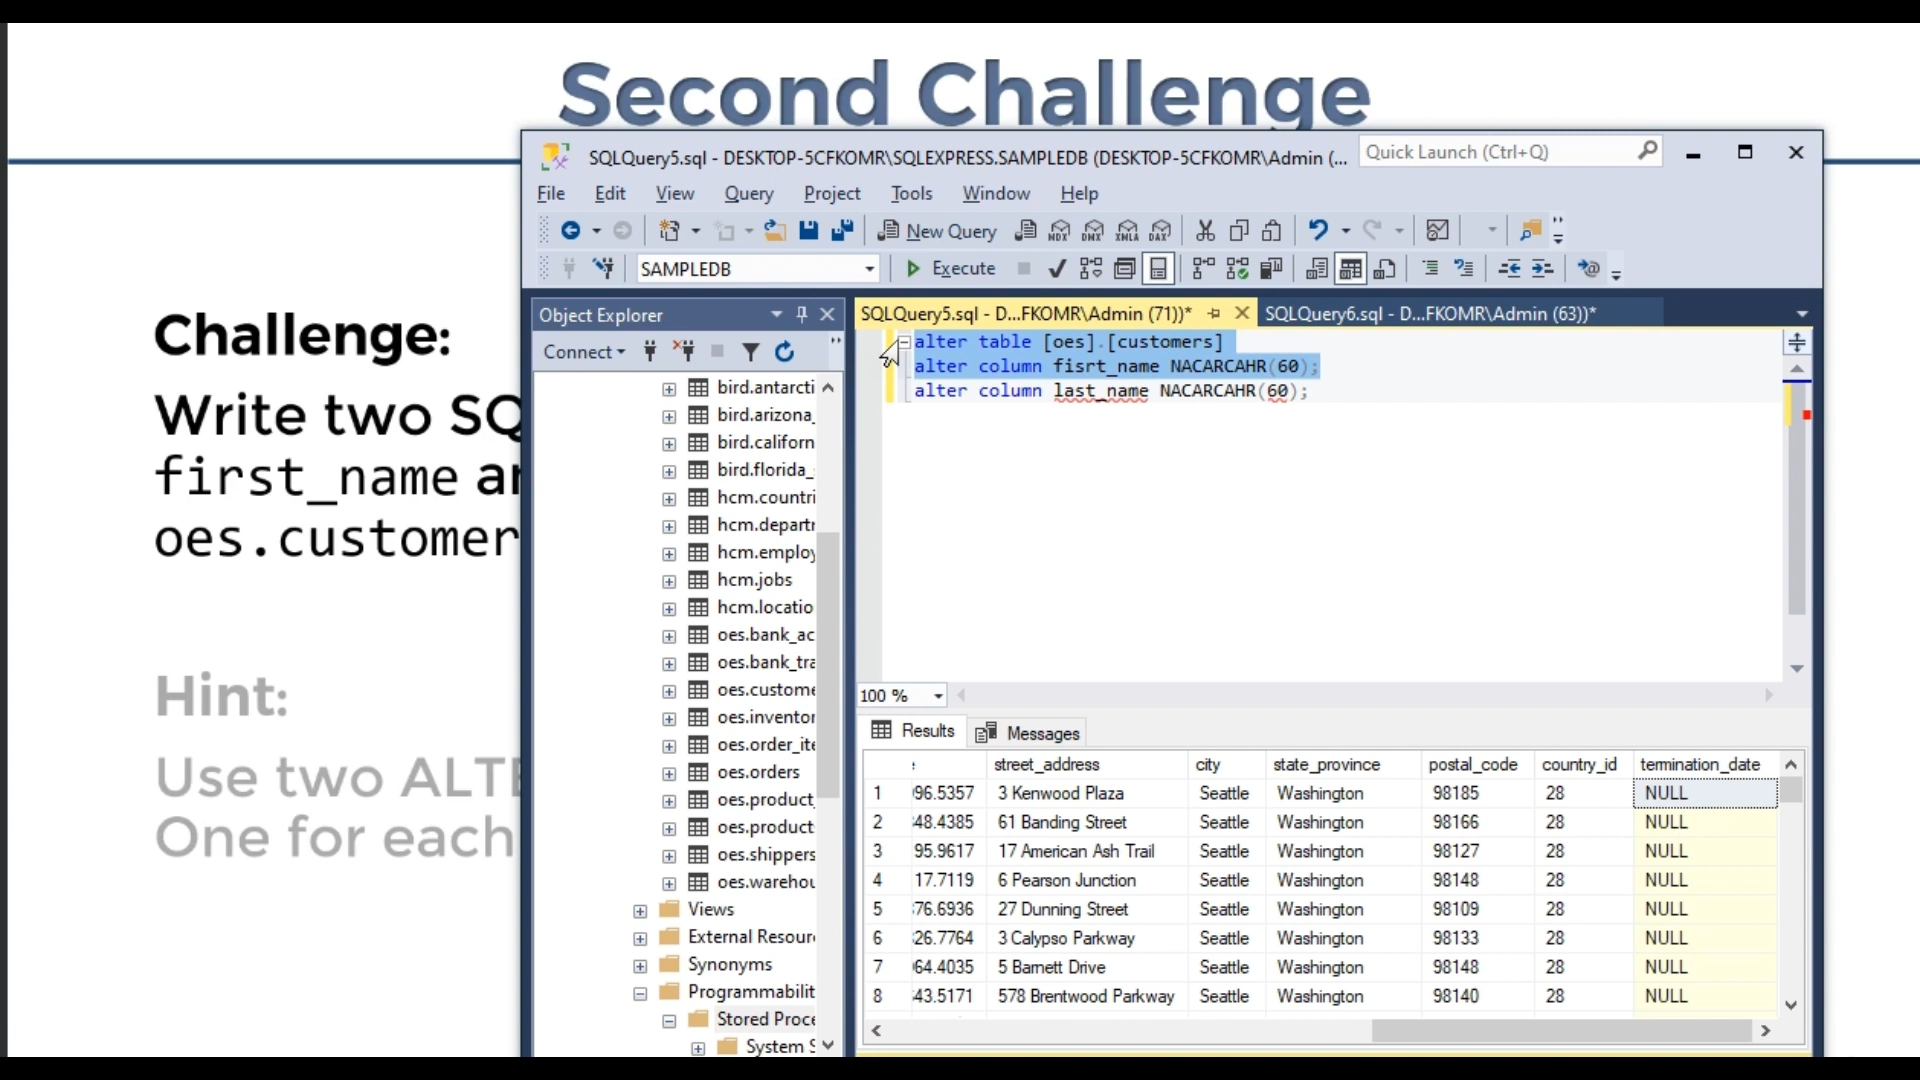 Second Challenge
SQLQuery5.sql - DESKTOP-5CFKOMR\SQLEXPRESS.SAMPLEDB (DESKTOP-5CFKOMR\Admin (...
Quick Launch (Ctrl+Q)
File Edit View Query Project Tools Window Help
New Query
MDX DMX XMLA DAX
SAMPLEDB
Execute
Object Explorer
SQLQuery5.sql - D...FKOMR\Admin (71))*
SQLQuery6.sql - D...FKOMR\Admin (63))*
Connect
alter table [oes].[customers]
alter column fisrt_name NACARCAHR(60);
alter column last_name NACARCAHR(60);
Challenge:
Write two SQ
first_name an
oes.customer
Hint:
Use two ALTE
One for each
bird.antarcti
bird.arizona_
bird.californ
bird.florida_
hcm.countri
hcm.departr
hcm.employ
hcm.jobs
hcm.locatio
oes.bank_ac
oes.bank_tra
oes.custome
oes.inventor
oes.order_ite
oes.orders
oes.product_
oes.product
oes.shippers
oes.warehou
Views
External Resour
Synonyms
Programmabilit
Stored Proce
System S
100 %
Results Messages
street_address city state_province postal_code country_id termination_date
1 96.5357 3 Kenwood Plaza Seattle Washington 98185 28 NULL
2 48.4385 61 Banding Street Seattle Washington 98166 28 NULL
3 95.9617 17 American Ash Trail Seattle Washington 98127 28 NULL
4 17.7119 6 Pearson Junction Seattle Washington 98148 28 NULL
5 76.6936 27 Dunning Street Seattle Washington 98109 28 NULL
6 26.7764 3 Calypso Parkway Seattle Washington 98133 28 NULL
7 64.4035 5 Barnett Drive Seattle Washington 98148 28 NULL
8 43.5171 578 Brentwood Parkway Seattle Washington 98140 28 NULL